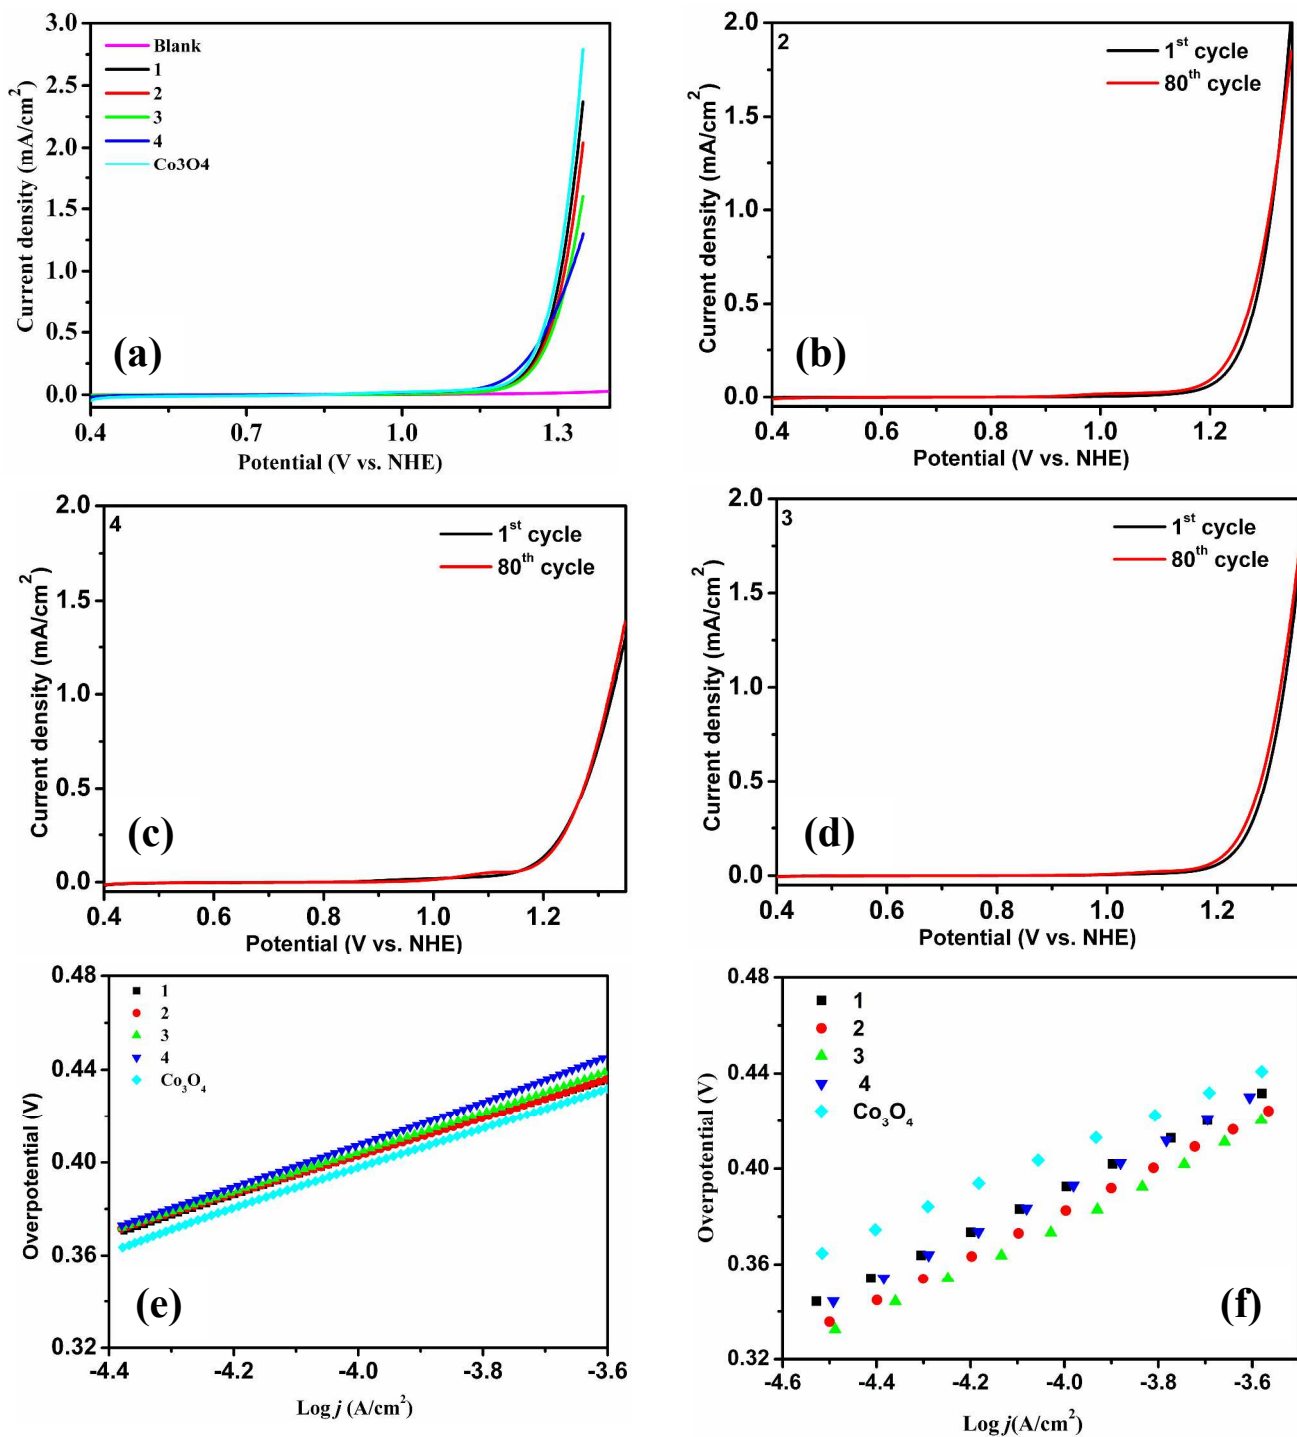 3.0
2.5
2.0
1.5
1.0
0.5
0.0
Current density (mA/cm²)
Blank
1
2
3
4
Co3O4
(a)
0.4 0.7 1.0 1.3
Potential (V vs. NHE)
2.0
1.5
1.0
0.5
0.0
Current density (mA/cm²)
2
1st cycle
80th cycle
(b)
0.4 0.6 0.8 1.0 1.2
Potential (V vs. NHE)
2.0
1.5
1.0
0.5
0.0
Current density (mA/cm²)
4
1st cycle
80th cycle
(c)
0.4 0.6 0.8 1.0 1.2
Potential (V vs. NHE)
2.0
1.5
1.0
0.5
0.0
Current density (mA/cm²)
3
1st cycle
80th cycle
(d)
0.4 0.6 0.8 1.0 1.2
Potential (V vs. NHE)
0.48
0.44
0.40
0.36
0.32
Overpotential (V)
1
2
3
4
Co₃O₄
(e)
-4.4 -4.2 -4.0 -3.8 -3.6
Log j (A/cm²)
0.48
0.44
0.40
0.36
0.32
Overpotential (V)
1
2
3
4
Co₃O₄
(f)
-4.6 -4.4 -4.2 -4.0 -3.8 -3.6
Log j(A/cm²)